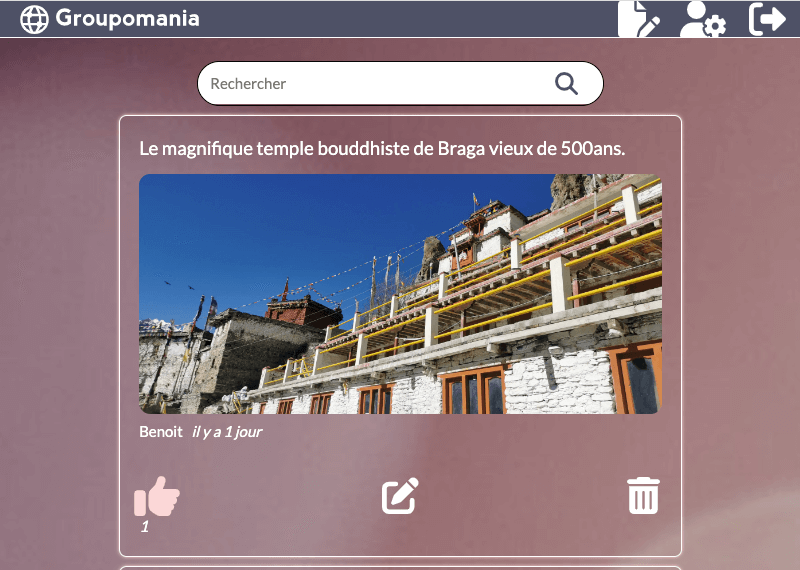 Groupomania
Rechercher
Le magnifique temple bouddhiste de Braga vieux de 500ans.
Benoit il y a 1 jour
1